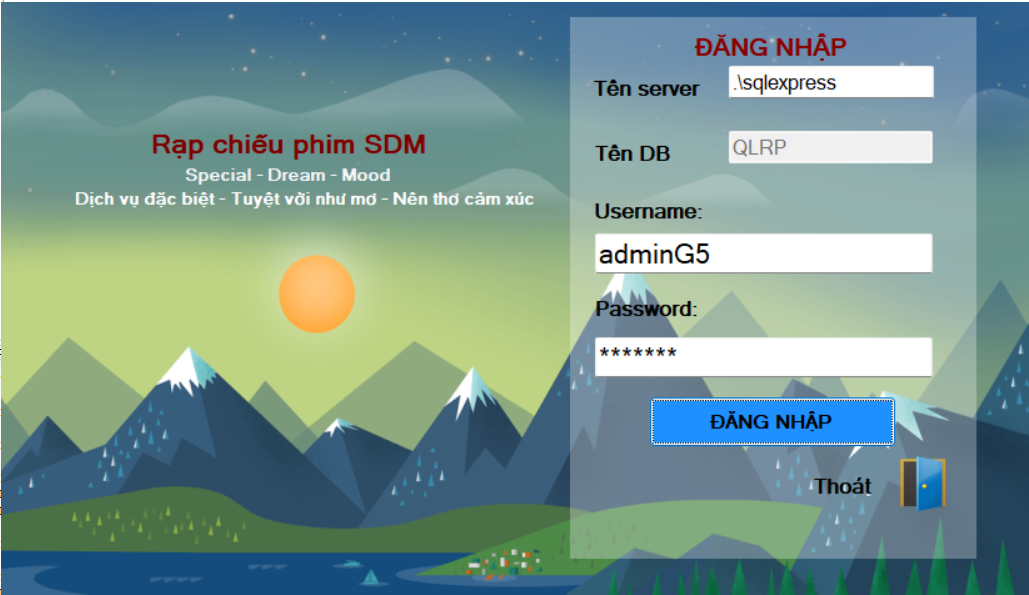 Rạp chiếu phim SDM
Special - Dream - Mood
Dịch vụ đặc biệt - Tuyệt vời như mơ - Nên thơ cảm xúc
ĐĂNG NHẬP
Tên server
.\sqlexpress
Tên DB
QLRP
Username:
adminG5
Password:
*******
ĐĂNG NHẬP
Thoát